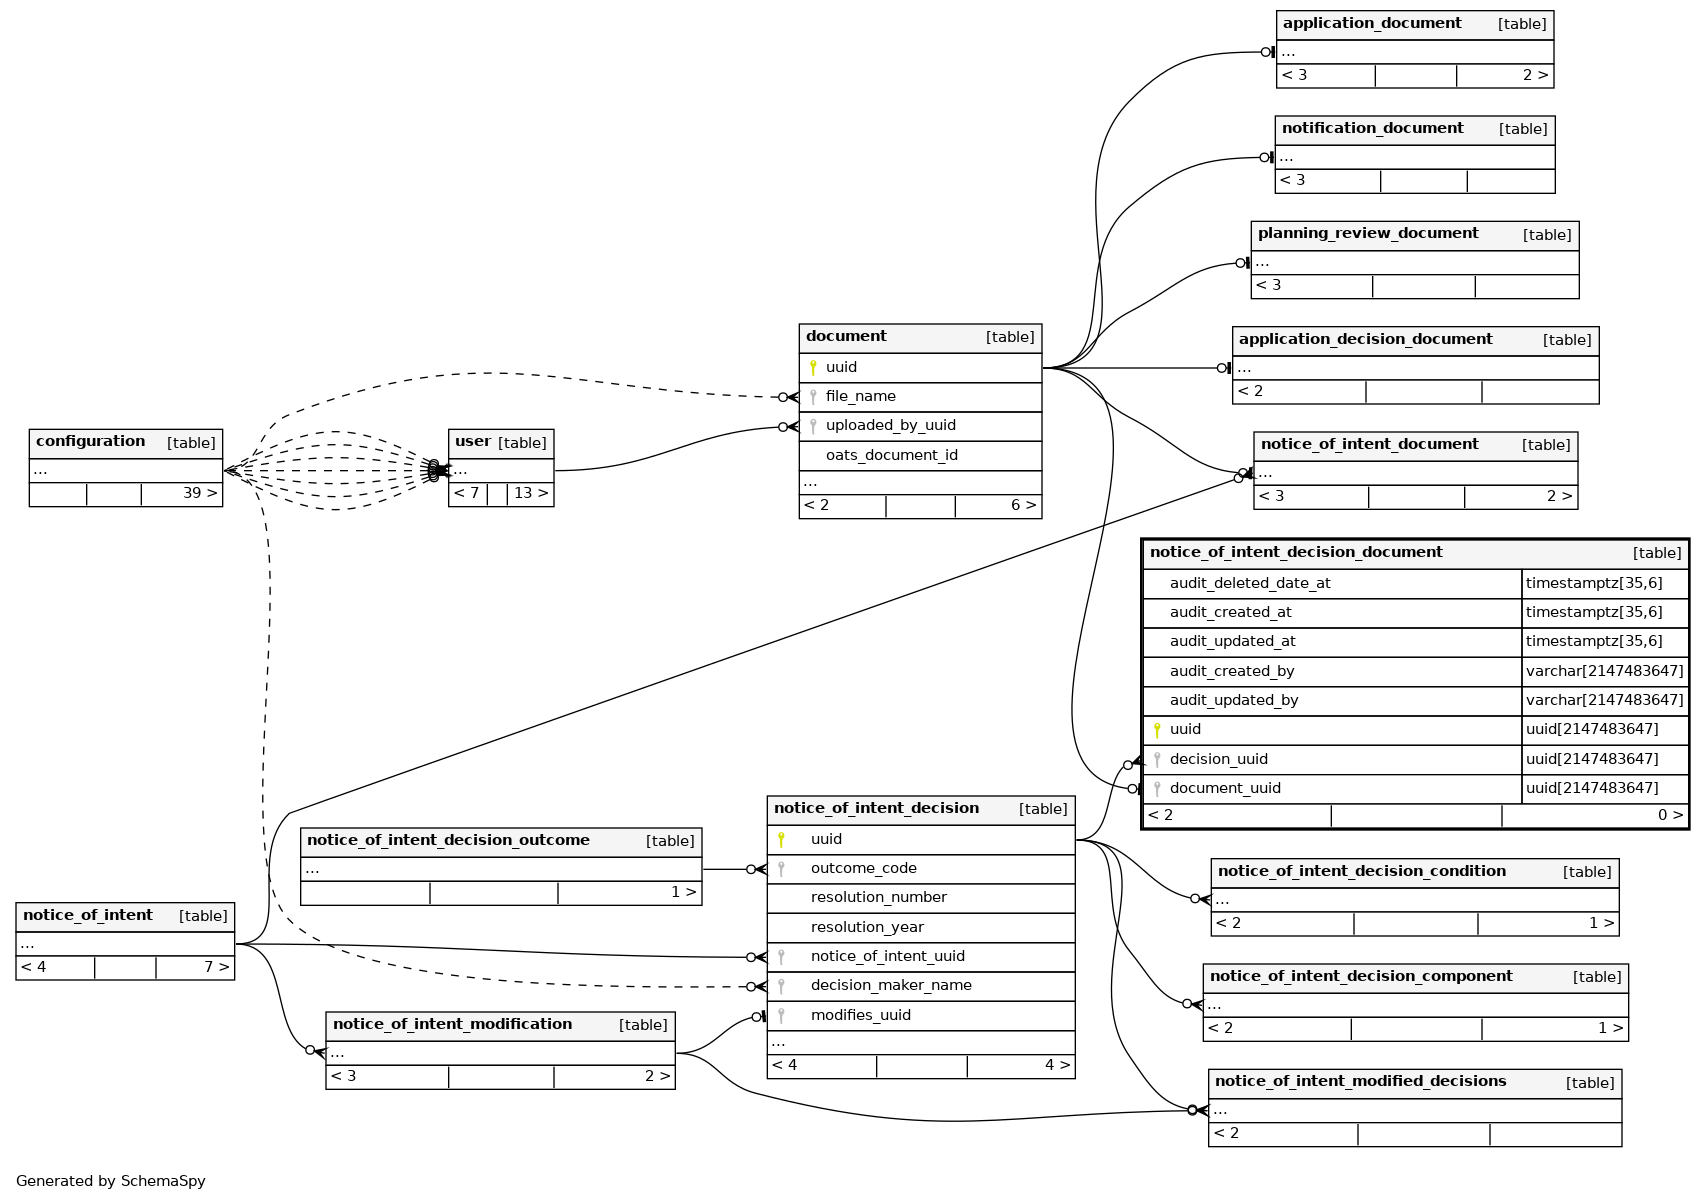 application_document [table]
...
< 3 2 >
notification_document [table]
...
< 3
planning_review_document [table]
...
< 3
document [table]
uuid
file_name
uploaded_by_uuid
oats_document_id
...
< 2 6 >
application_decision_document [table]
...
< 2
configuration [table]
...
39 >
user [table]
...
< 7 13 >
notice_of_intent_document [table]
...
< 3 2 >
notice_of_intent_decision_document [table]
audit_deleted_date_at timestamptz[35,6]
audit_created_at timestamptz[35,6]
audit_updated_at timestamptz[35,6]
audit_created_by varchar[2147483647]
audit_updated_by varchar[2147483647]
uuid uuid[2147483647]
decision_uuid uuid[2147483647]
document_uuid uuid[2147483647]
< 2 0 >
notice_of_intent_decision [table]
uuid
outcome_code
resolution_number
resolution_year
notice_of_intent_uuid
decision_maker_name
modifies_uuid
...
< 4 4 >
notice_of_intent_decision_outcome [table]
...
1 >
notice_of_intent [table]
...
< 4 7 >
notice_of_intent_modification [table]
...
< 3 2 >
notice_of_intent_decision_condition [table]
...
< 2 1 >
notice_of_intent_decision_component [table]
...
< 2 1 >
notice_of_intent_modified_decisions [table]
...
< 2
Generated by SchemaSpy